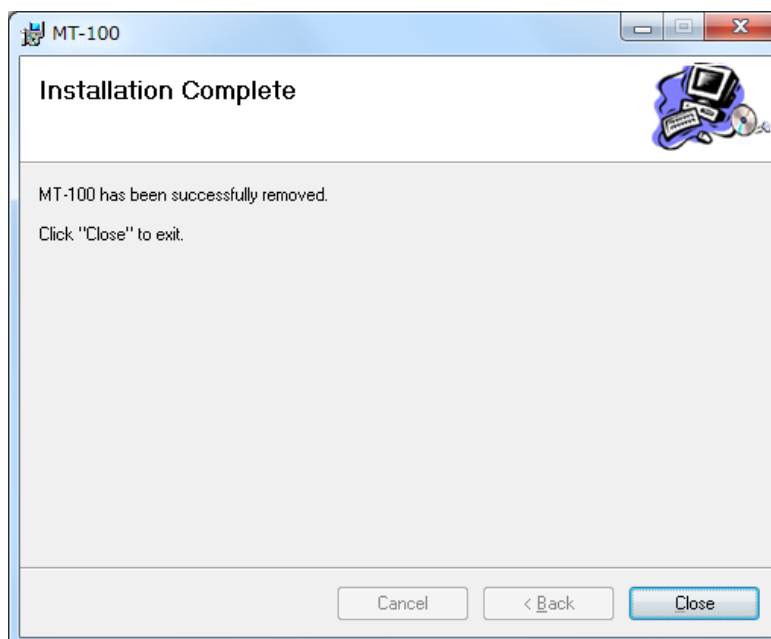 MT-100
Installation Complete
MT-100 has been successfully removed.
Click "Close" to exit.
Cancel
< Back
Close